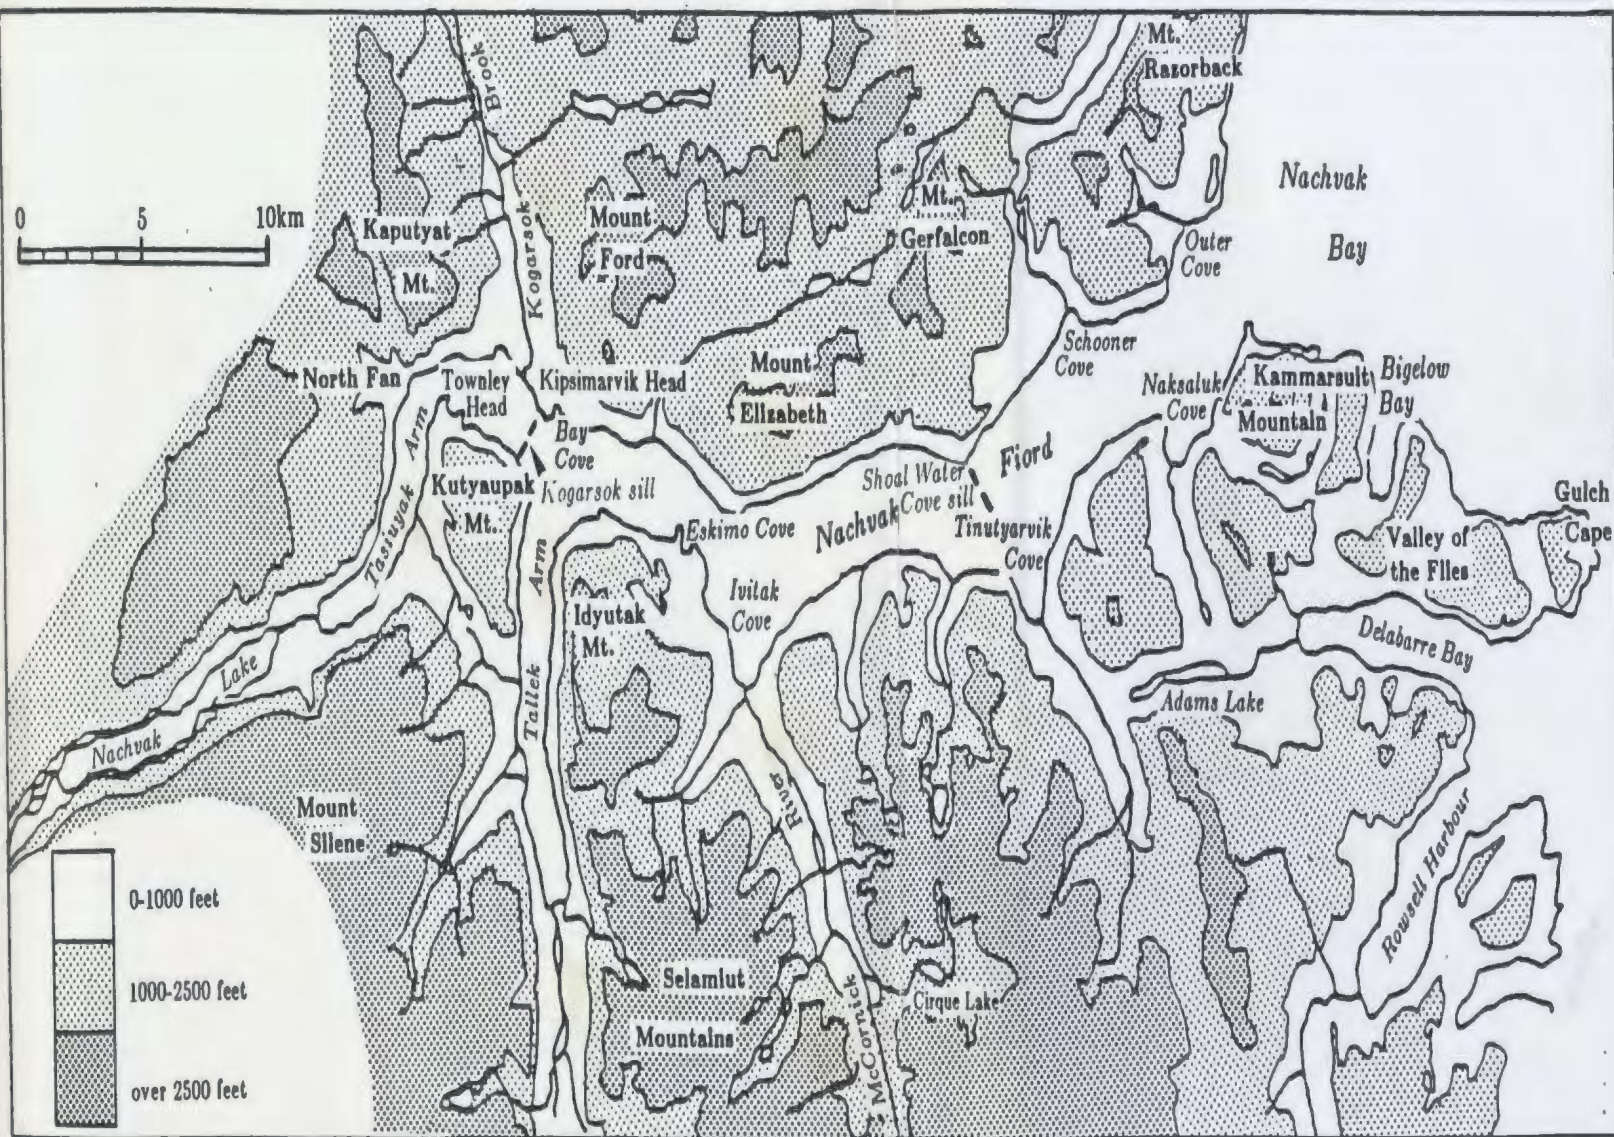 Mt.
Razorback
Brook
Nachvak
Bay
0 5 10km
Kaputyat
Mt.
Kogarsok
Mount
Ford
Mt.
Gerfalcon
Outer
Cove
Schooner
Cove
North Fan
Townley
Head
Kipsimarvik Head
Mount
Elizabeth
Naksaluk
Cove
Kammarsuit
Mountain
Bigelow
Bay
Tasiuyak Arm
Bay
Cove
Kutyaupak
Mt.
Kogarsok sill
Shoal Water
Cove sill
Nachvak Fiord
Eskimo Cove
Tinutyarvik
Cove
Gulch
Cape
Valley of
the Flies
Tallek Arm
Idyutak
Mt.
Ivitak
Cove
Delabarre Bay
Adams Lake
Nachvak Lake
Mount
Silene
0-1000 feet
1000-2500 feet
over 2500 feet
McCornick River
Rowsell Harbour
Selamiut
Mountains
Cirque Lake